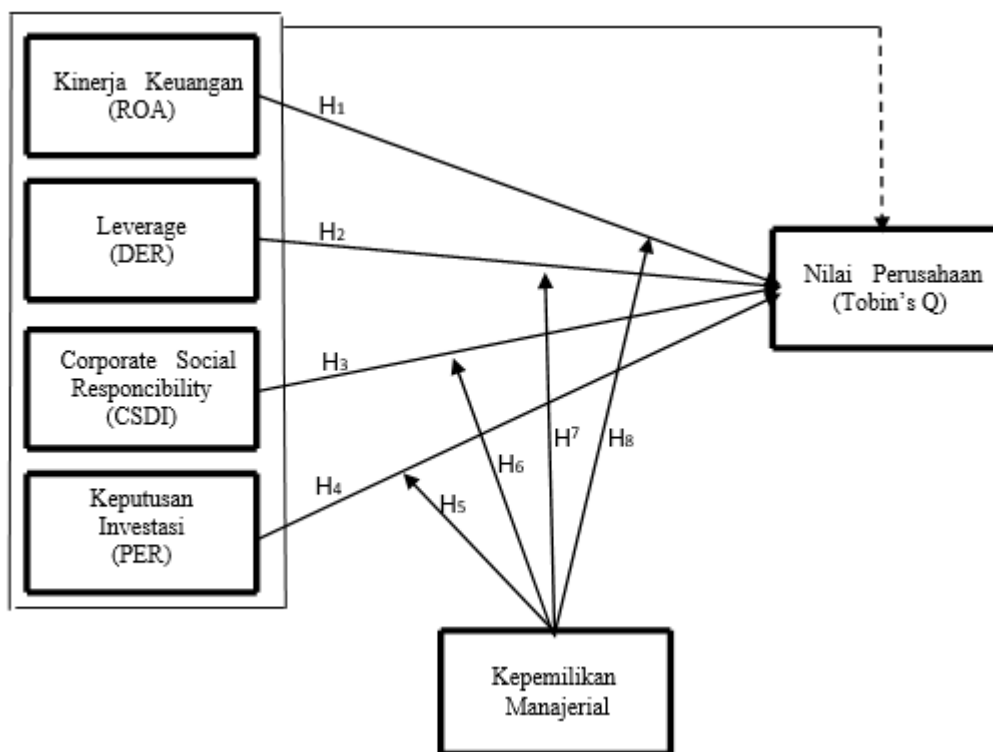 Kinerja Keuangan
(ROA)
H1
Leverage
(DER)
H2
Nilai Perusahaan
(Tobin's Q)
Corporate Social
Responcibility
(CSDI)
H3
Keputusan
Investasi
(PER)
H4
H5
H6
H7
H8
Kepemilikan
Manajerial